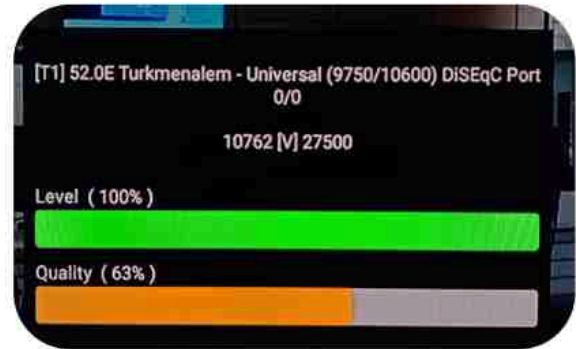 [T1] 52.0E Turkmenalem - Universal (9750/10600) DiSEqC Port
0/0
10762 [V] 27500
Level ( 100% )
Quality ( 63% )